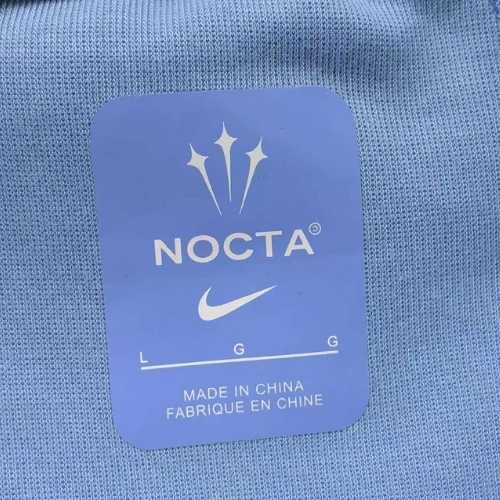 NOCTA
L G G
MADE IN CHINA
FABRIQUE EN CHINE